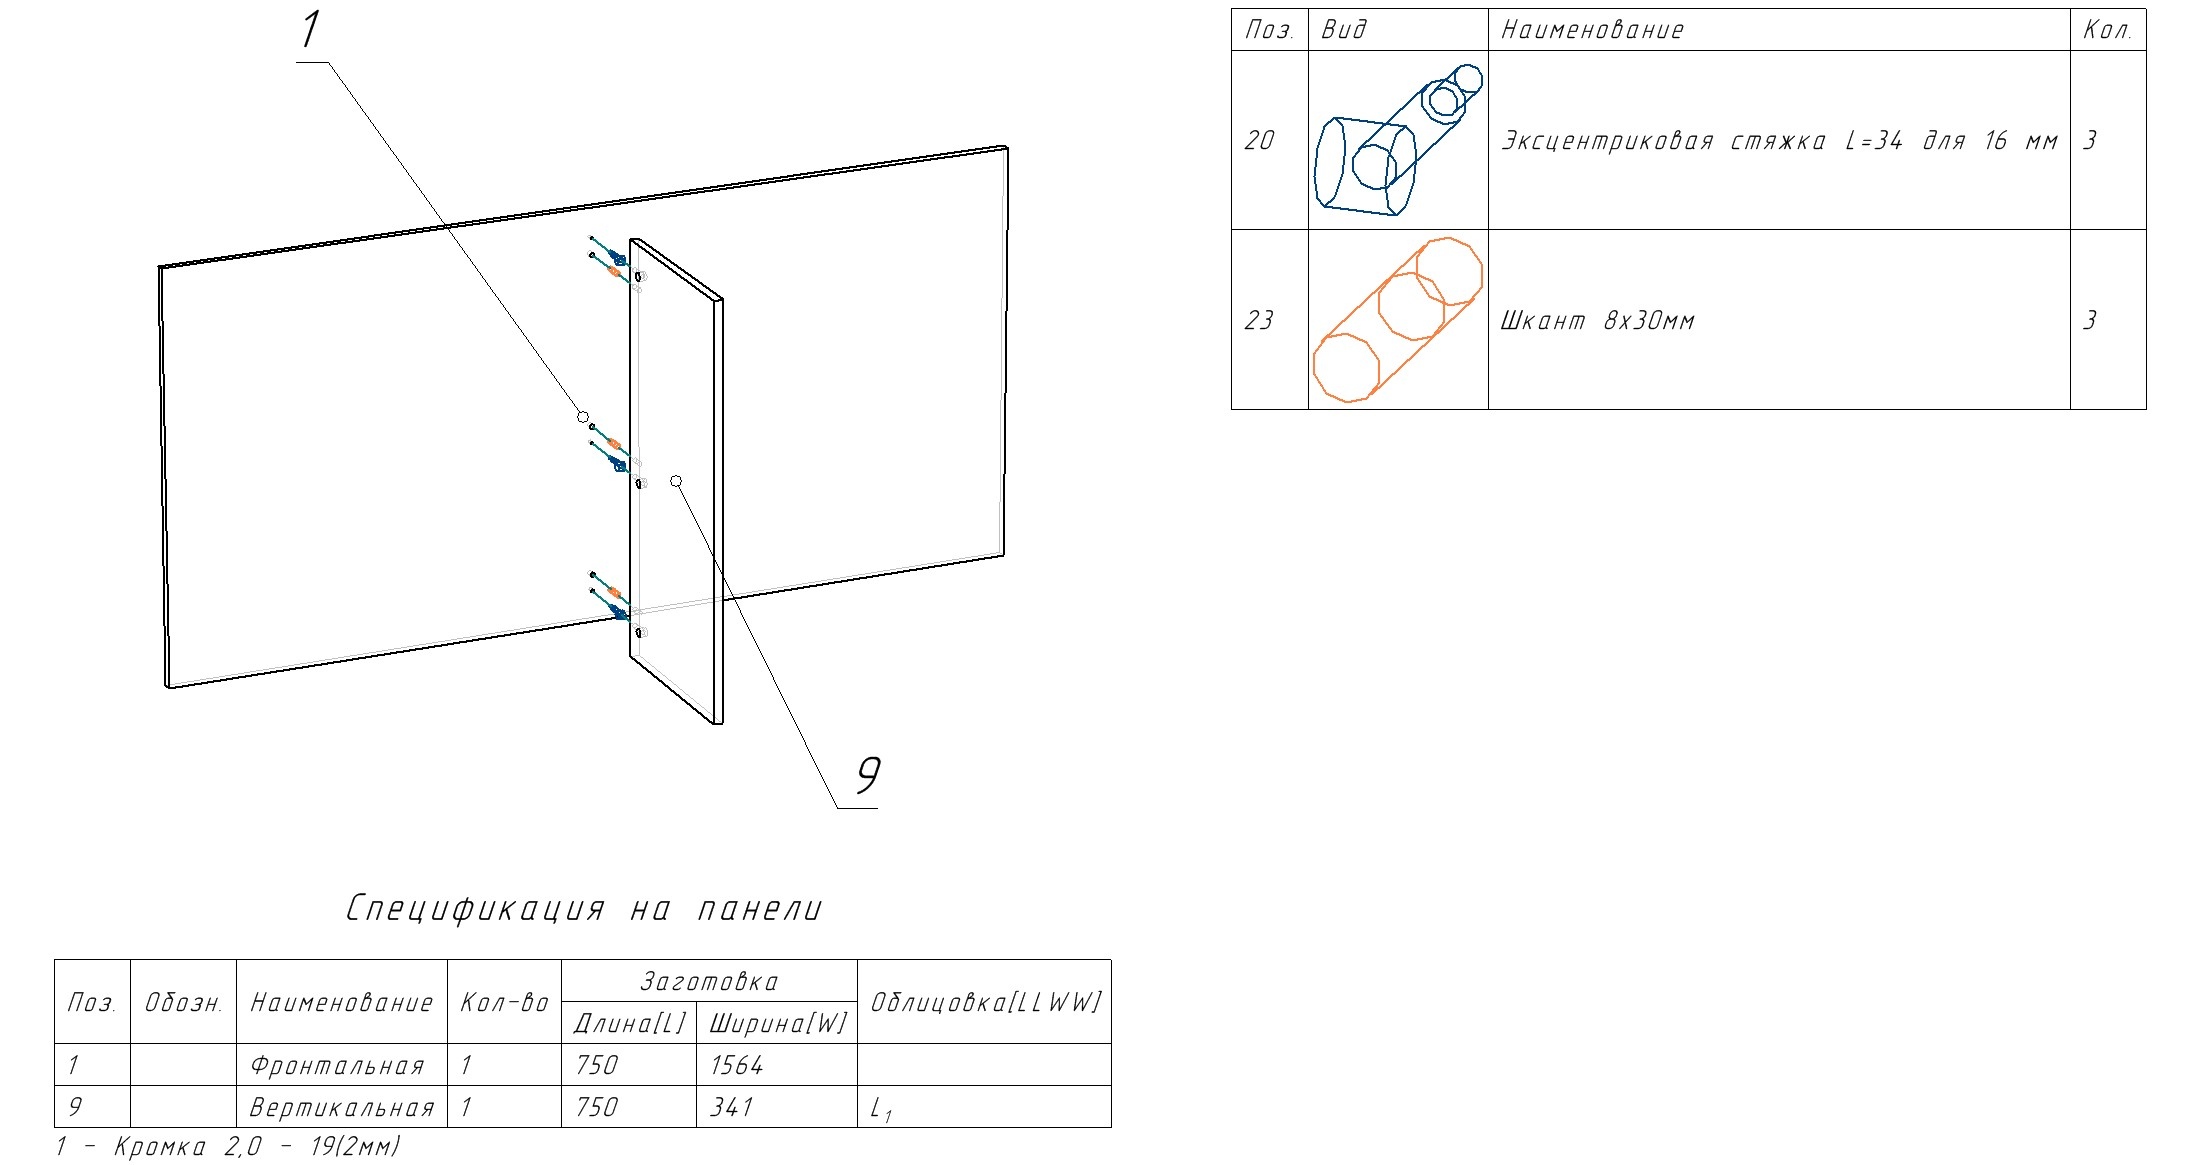 1
Поз. Вид Наименование Кол.
20 Эксцентриковая стяжка L=34 для 16 мм 3
23 Шкант 8x30мм 3
9
Спецификация на панели
Поз. Обозн. Наименование Кол-во Заготовка Облицовка[LLWW]
Длина[L] Ширина[W]
1 Фронтальная 1 750 1564
9 Вертикальная 1 750 341 L1
1 - Кромка 2,0 - 19(2мм)